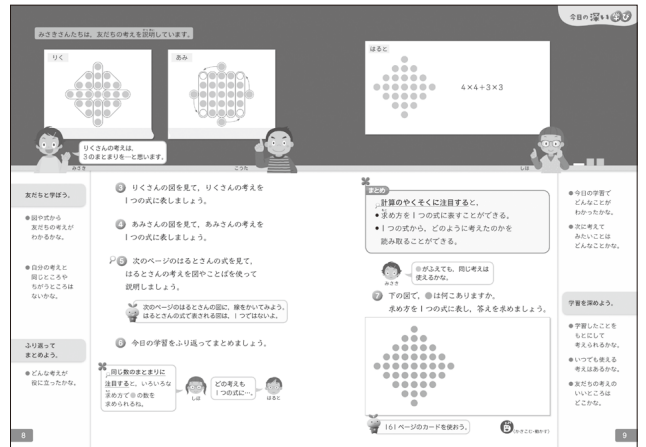 今日の深い学び
みさきさんたちは、友だちの考えを説明しています。
りく
あみ
りくさんの考えは、
3のまとまりを…と思います。
みさき
こうた
はると
4×4+3×3
しほ
友だちと学ぼう。
●図や式から
友だちの考えが
わかるかな。
●自分の考えと
同じところや
ちがうところは
ないかな。
ふり返って
まとめよう。
●どんな考えが
役に立ったかな。
3 りくさんの図を見て、りくさんの考えを
1つの式に表しましょう。
4 あみさんの図を見て、あみさんの考えを
1つの式に表しましょう。
5 次のページのはるとさんの式を見て、
はるとさんの考えを図やことばを使って
説明しましょう。
次のページのはるとさんの図に、線をかいてみよう。
はるとさんの式で表される図は、1つではないよ。
6 今日の学習をふり返ってまとめましょう。
同じ数のまとまりに
注目すると、いろいろな
求め方で●の数を
求められるね。
しほ
どの考えも
1つの式に…。
はると
8
まとめ
計算のやくそくに注目すると、
●求め方を1つの式に表すことができる。
●1つの式から、どのように考えたのかを
読み取ることができる。
みさき
●がふえても、同じ考えは
使えるかな。
7 下の図で、●は何こありますか。
求め方を1つの式に表し、答えを求めましょう。
161ページのカードを使おう。
(かきこむ・動かす)
●今日の学習で
どんなことが
わかったかな。
●次に考えて
みたいことは
どんなことかな。
学習を深めよう。
●学習したことを
もとにして
考えられるかな。
●いつでも使える
考えはあるかな。
●友だちの考えの
いいところは
どこかな。
9